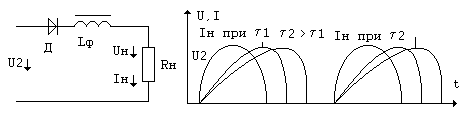 Д
Lф
U2
Uн
Iн
Rн
U, I
Iн при τ1 τ2 > τ1 Iн при τ2
U2
t